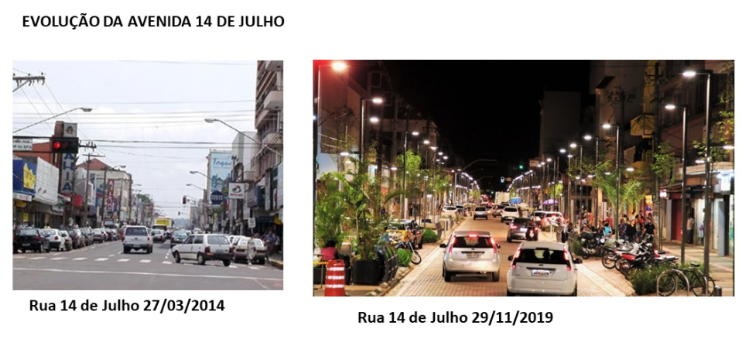 EVOLUÇÃO DA AVENIDA 14 DE JULHO
Rua 14 de Julho 27/03/2014
Rua 14 de Julho 29/11/2019